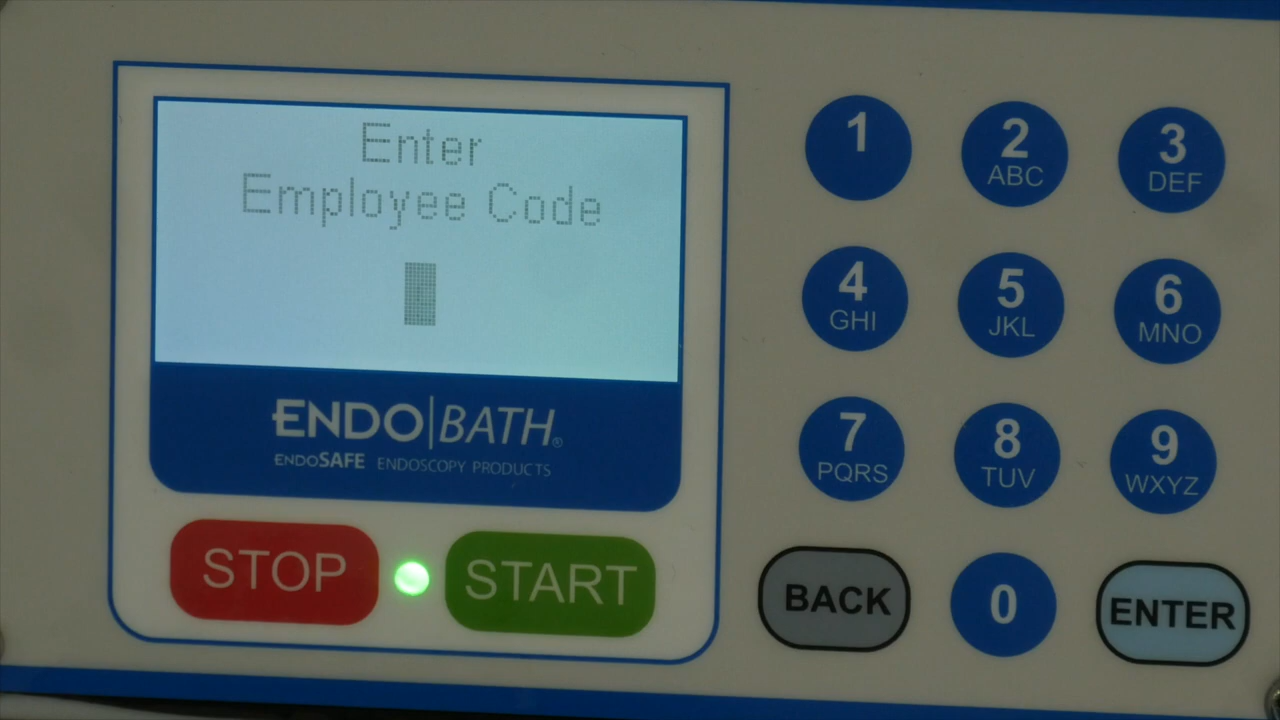 Enter
Employee Code
ENDO|BATH®
ENDOSAFE ENDOSCOPY PRODUCTS
STOP START
1 2 3
ABC DEF
4 5 6
GHI JKL MNO
7 8 9
PQRS TUV WXYZ
BACK 0 ENTER